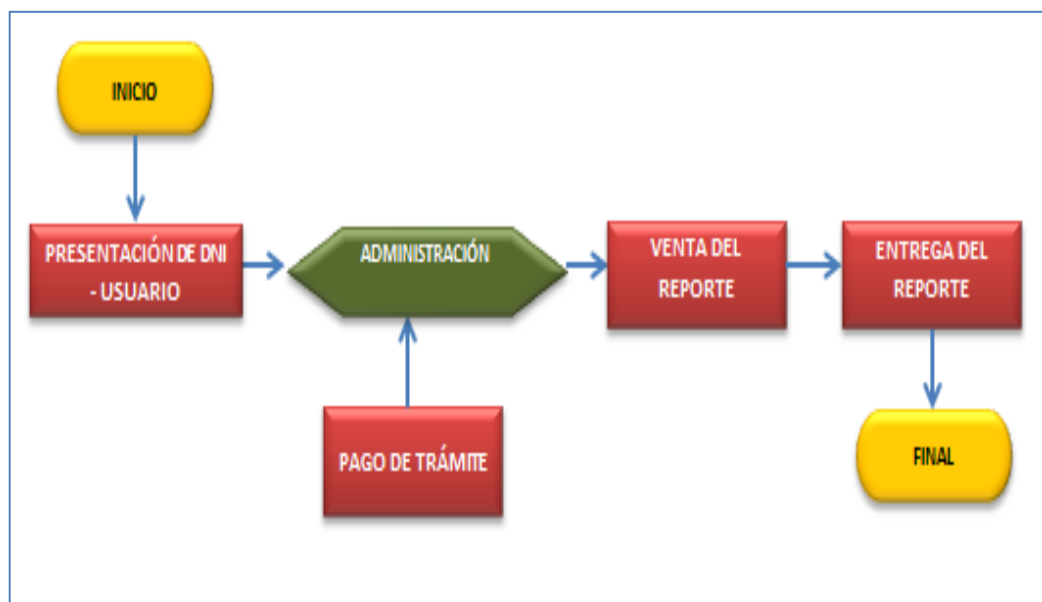 INICIO
PRESENTACIÓN DE DNI
- USUARIO
ADMINISTRACIÓN
VENTA DEL
REPORTE
ENTREGA DEL
REPORTE
PAGO DE TRÁMITE
FINAL